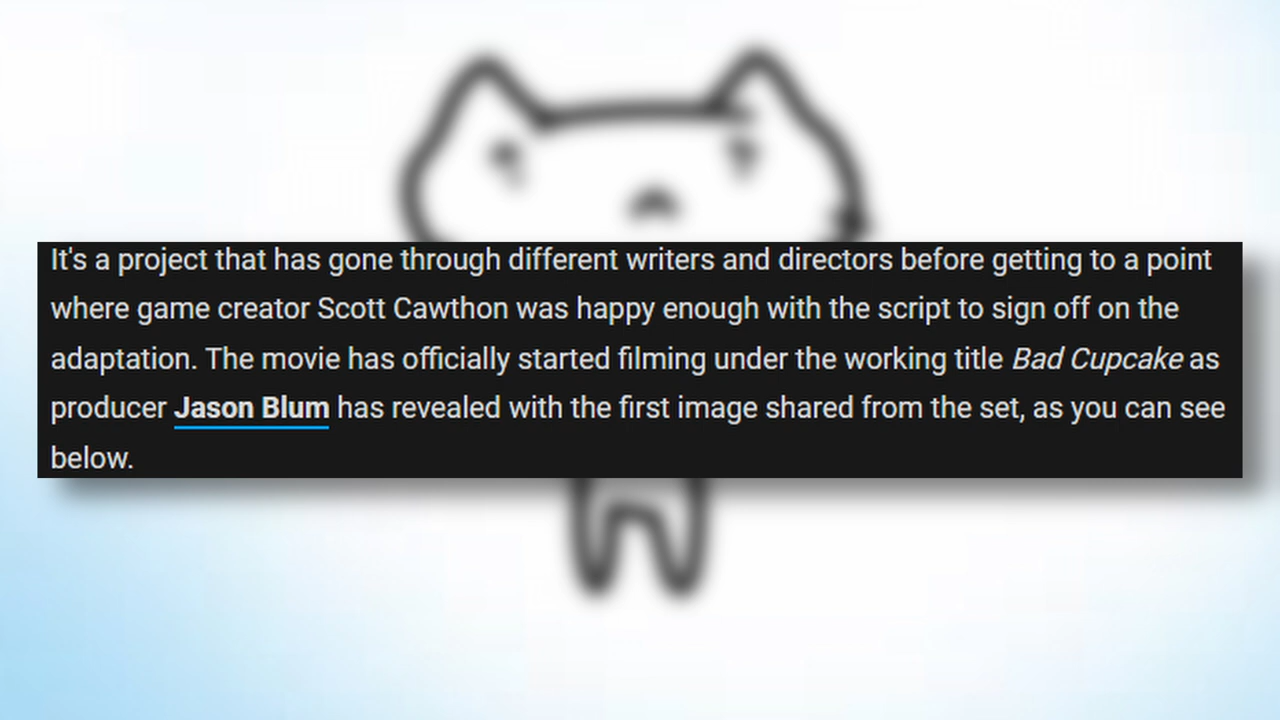 It's a project that has gone through different writers and directors before getting to a point
where game creator Scott Cawthon was happy enough with the script to sign off on the
adaptation. The movie has officially started filming under the working title Bad Cupcake as
producer Jason Blum has revealed with the first image shared from the set, as you can see
below.